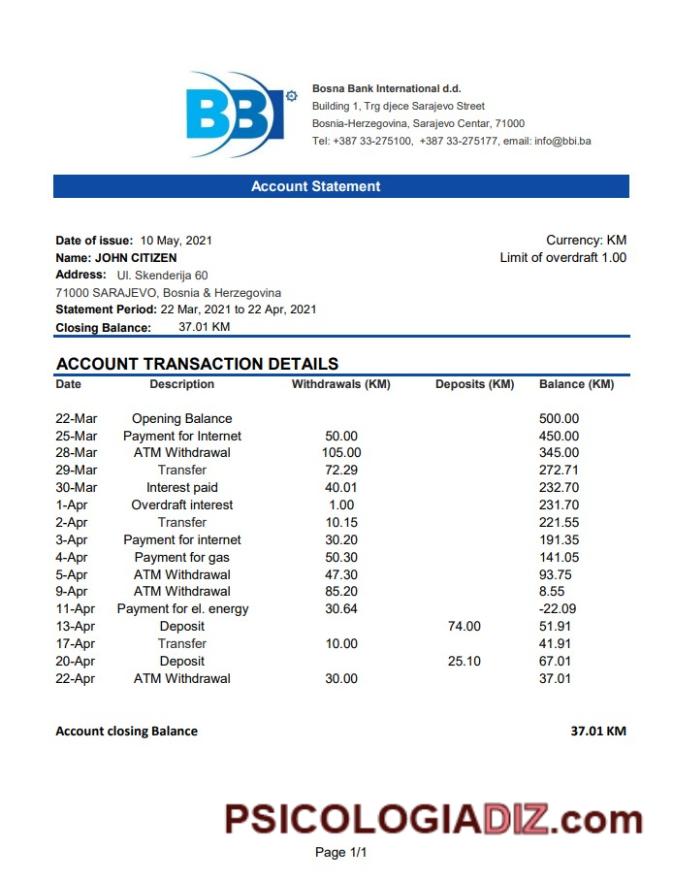 BBI
Bosna Bank International d.d.
Building 1, Trg djece Sarajevo Street
Bosnia-Herzegovina, Sarajevo Centar, 71000
Tel: +387 33-275100, +387 33-275177, email: info@bbi.ba
Account Statement
Date of issue: 10 May, 2021 Currency: KM
Name: JOHN CITIZEN Limit of overdraft 1.00
Address: Ul. Skenderija 60
71000 SARAJEVO, Bosnia & Herzegovina
Statement Period: 22 Mar, 2021 to 22 Apr, 2021
Closing Balance: 37.01 KM
ACCOUNT TRANSACTION DETAILS
Date Description Withdrawals (KM) Deposits (KM) Balance (KM)
22-Mar Opening Balance 500.00
25-Mar Payment for Internet 50.00 450.00
28-Mar ATM Withdrawal 105.00 345.00
29-Mar Transfer 72.29 272.71
30-Mar Interest paid 40.01 232.70
1-Apr Overdraft interest 1.00 231.70
2-Apr Transfer 10.15 221.55
3-Apr Payment for internet 30.20 191.35
4-Apr Payment for gas 50.30 141.05
5-Apr ATM Withdrawal 47.30 93.75
9-Apr ATM Withdrawal 85.20 8.55
11-Apr Payment for el. energy 30.64 -22.09
13-Apr Deposit 74.00 51.91
17-Apr Transfer 10.00 41.91
20-Apr Deposit 25.10 67.01
22-Apr ATM Withdrawal 30.00 37.01
Account closing Balance 37.01 KM
PSICOLOGIADIZ.com
Page 1/1